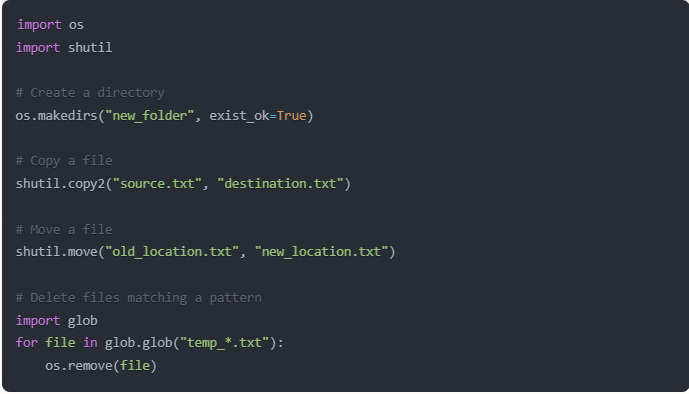 import os
import shutil

# Create a directory
os.makedirs("new_folder", exist_ok=True)

# Copy a file
shutil.copy2("source.txt", "destination.txt")

# Move a file
shutil.move("old_location.txt", "new_location.txt")

# Delete files matching a pattern
import glob
for file in glob.glob("temp_*.txt"):
    os.remove(file)